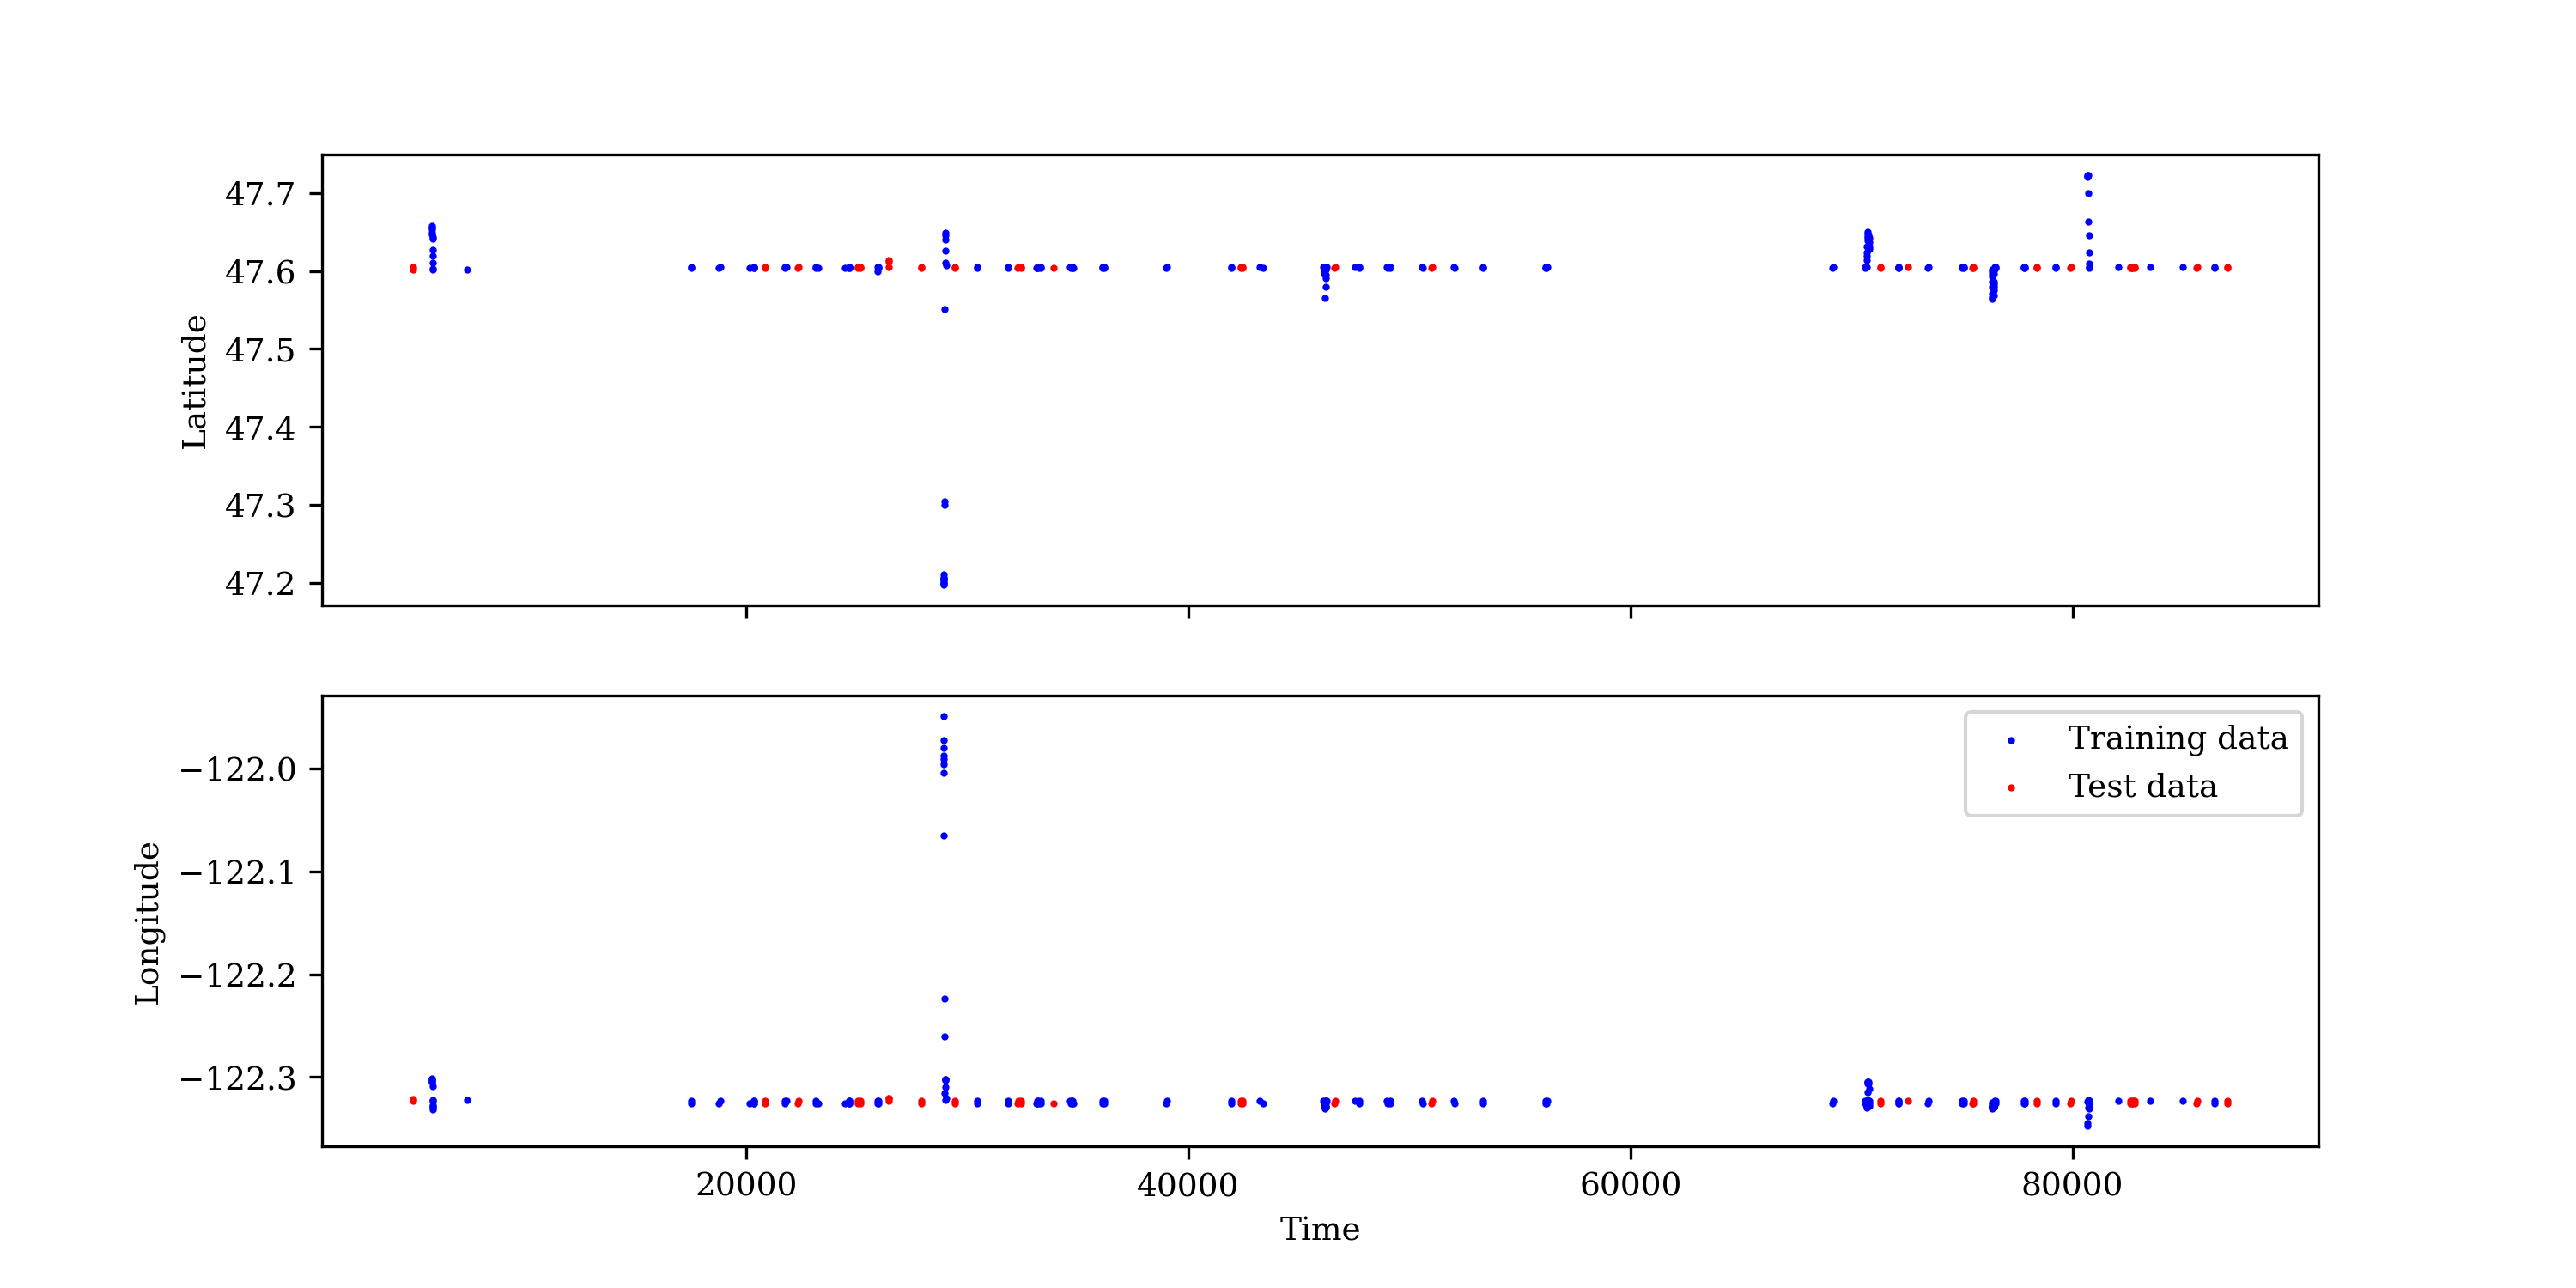 47.7
47.6
47.5
47.4
47.3
47.2
Latitude
−122.0
−122.1
−122.2
−122.3
Longitude
Training data
Test data
20000 40000 60000 80000
Time